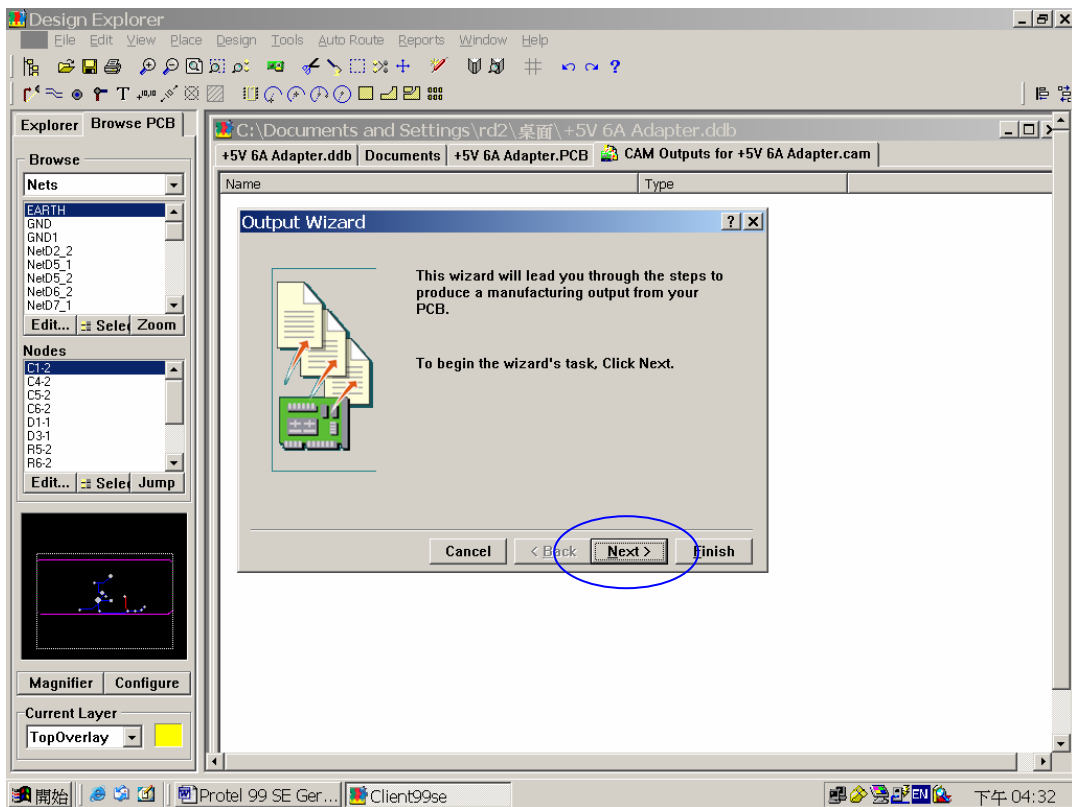 Design Explorer
File Edit View Place Design Tools Auto Route Reports Window Help
T
+10,10
?
Explorer Browse PCB
Browse
Nets
EARTH
GND
GND1
NetD2_2
NetD5_1
NetD5_2
NetD6_2
NetD7_1
Edit... Selec Zoom
Nodes
C1-2
C4-2
C5-2
C6-2
D1-1
D3-1
R5-2
R6-2
Edit... Selec Jump
Magnifier Configure
Current Layer
TopOverlay
C:\Documents and Settings\rd2\桌面\+5V 6A Adapter.ddb
+5V 6A Adapter.ddb Documents +5V 6A Adapter.PCB CAM Outputs for +5V 6A Adapter.cam
Name Type
Output Wizard
This wizard will lead you through the steps to
produce a manufacturing output from your
PCB.
To begin the wizard's task, Click Next.
Cancel < Back Next > Finish
開始 Protel 99 SE Ger... Client99se EN 下午 04:32